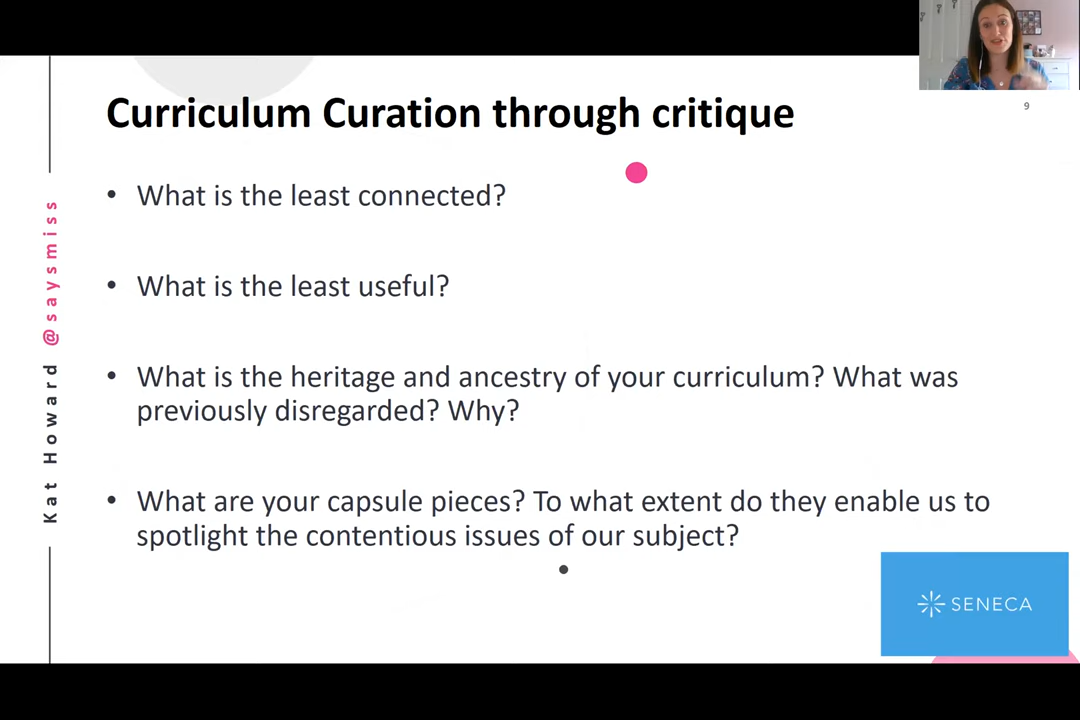 Curriculum Curation through critique
9
• What is the least connected?
• What is the least useful?
• What is the heritage and ancestry of your curriculum? What was
previously disregarded? Why?
• What are your capsule pieces? To what extent do they enable us to
spotlight the contentious issues of our subject?
•
Kat Howard @saysmiss
SENECA